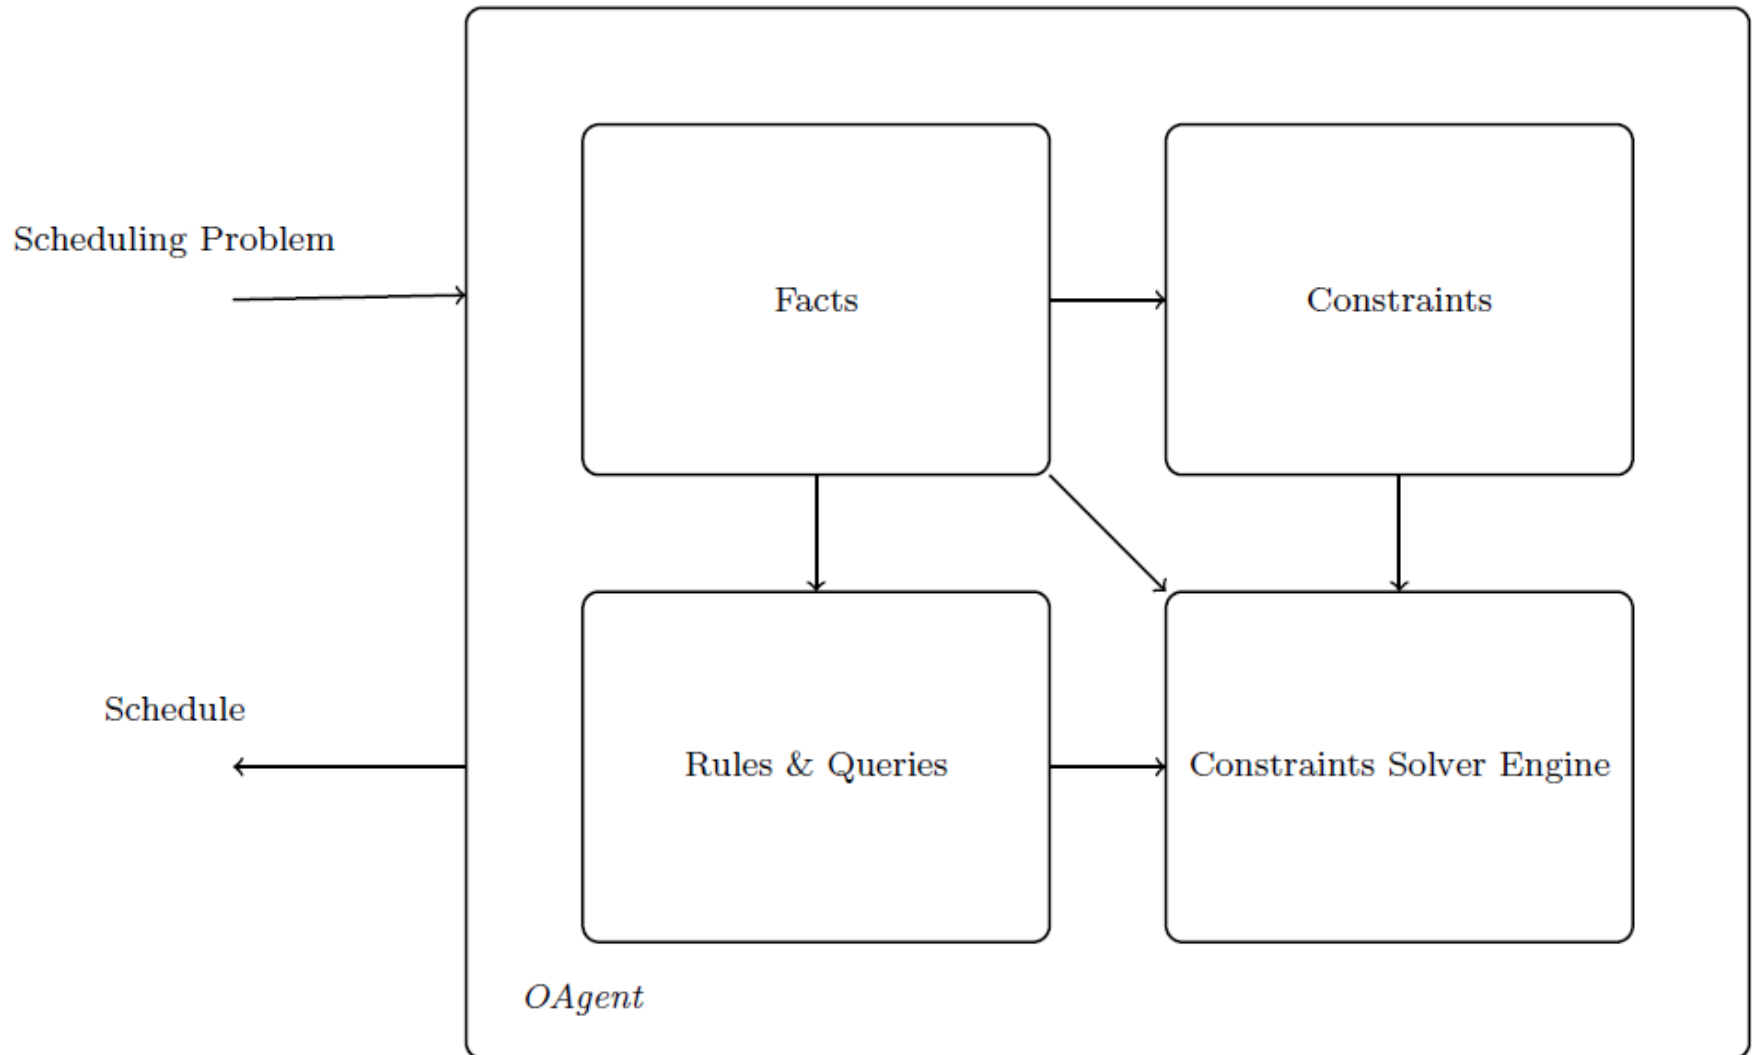 Scheduling Problem
Facts
Constraints
Schedule
Rules & Queries
Constraints Solver Engine
OAgent